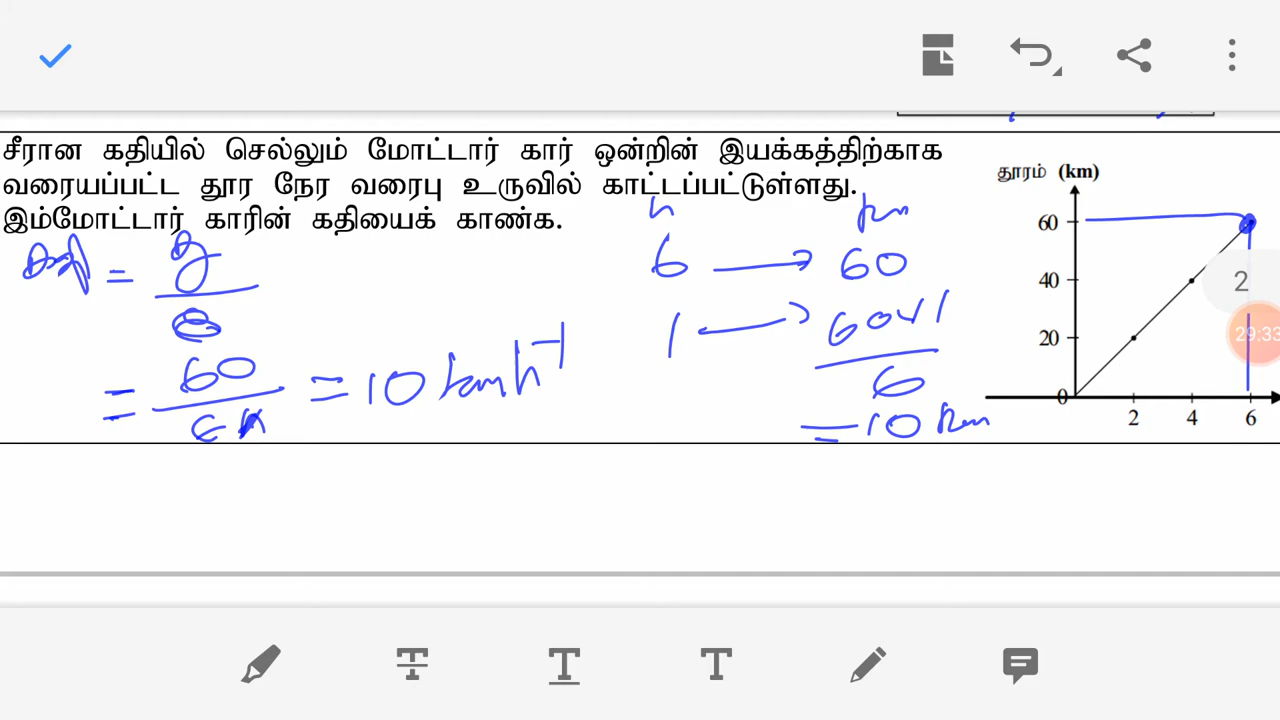 சீரான கதியில் செல்லும் மோட்டார் கார் ஒன்றின் இயக்கத்திற்காக
வரையப்பட்ட தூர நேர வரைபு உருவில் காட்டப்பட்டுள்ளது.
இம்மோட்டார் காரின் கதியைக் காண்க.
தூரம் (km)
60
40
20
0
2 4 6
2
29:33
கதி = தூ
= 60 = 10 kmh⁻¹
h km
6 → 60
1 → 60×1
6
= 10 km
T T T